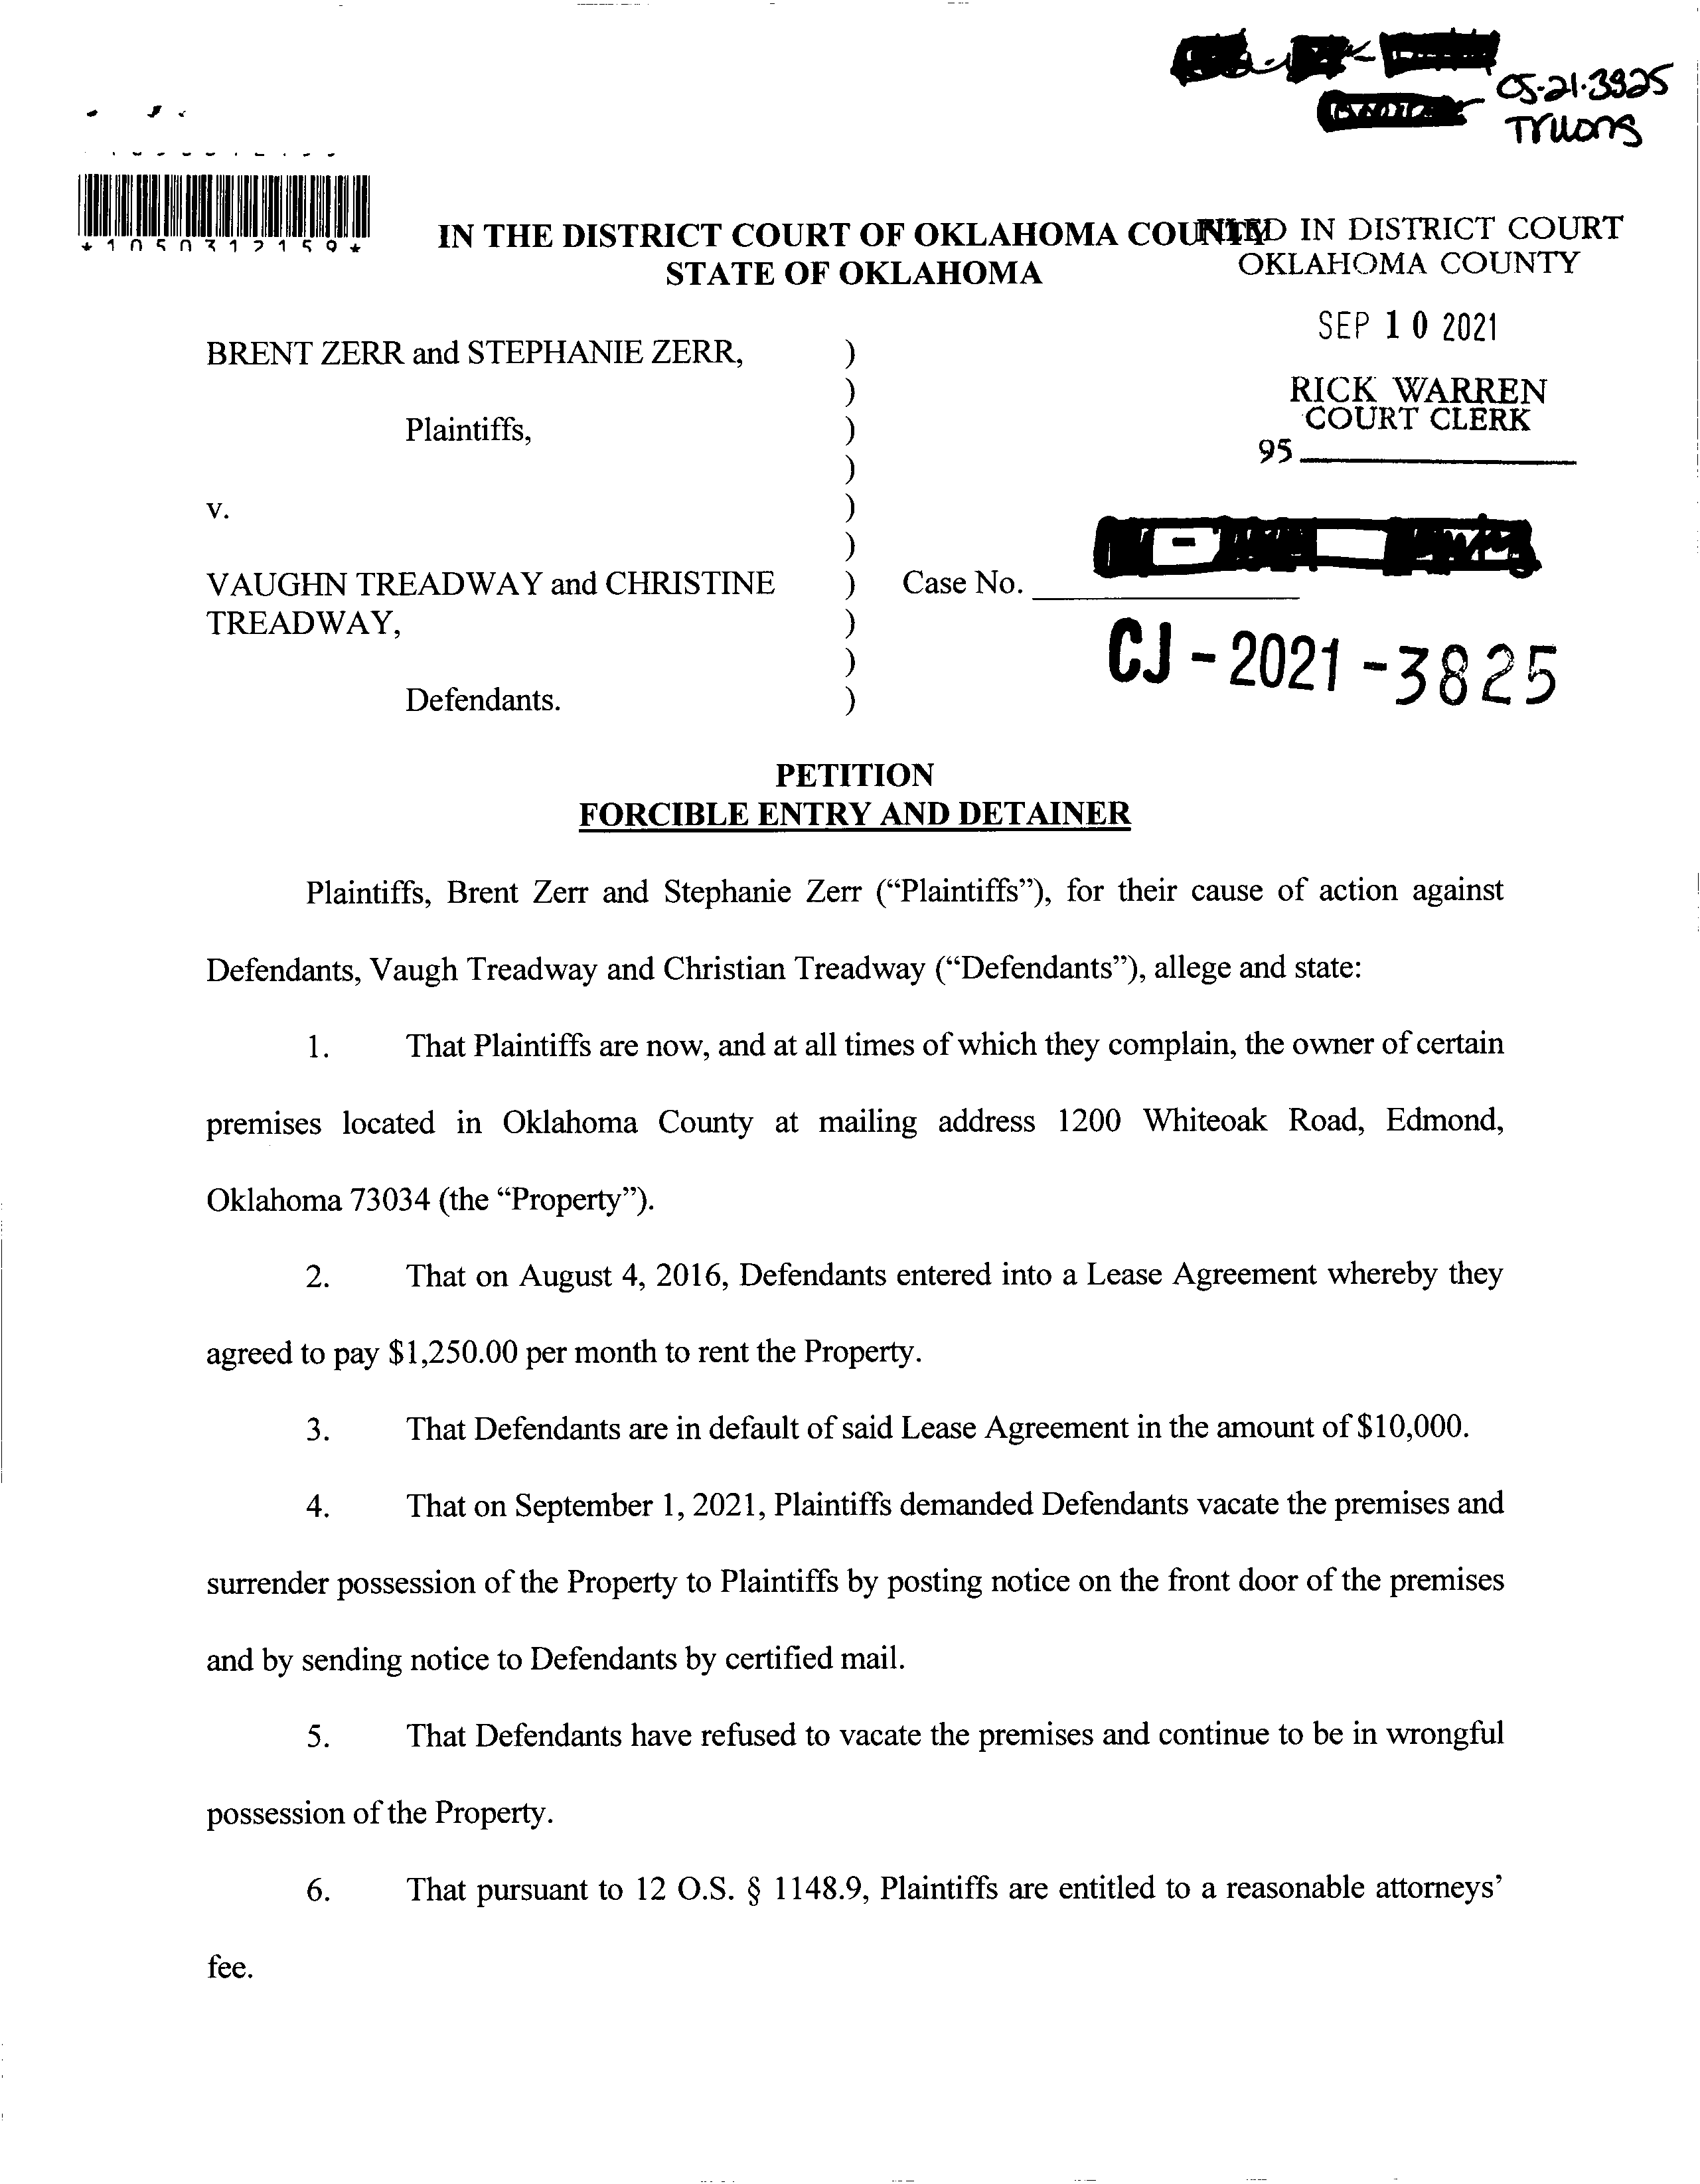 05-21-3925
Truong
*1050312159*
IN THE DISTRICT COURT OF OKLAHOMA COUNTY
STATE OF OKLAHOMA
FILED IN DISTRICT COURT
OKLAHOMA COUNTY
SEP 10 2021
RICK WARREN
COURT CLERK
95
BRENT ZERR and STEPHANIE ZERR, )
)
Plaintiffs, )
)
v. )
)
VAUGHN TREADWAY and CHRISTINE ) Case No.
TREADWAY, )
)
Defendants. )
CJ-2021-3825
PETITION
FORCIBLE ENTRY AND DETAINER
Plaintiffs, Brent Zerr and Stephanie Zerr (“Plaintiffs”), for their cause of action against
Defendants, Vaugh Treadway and Christian Treadway (“Defendants”), allege and state:
1. That Plaintiffs are now, and at all times of which they complain, the owner of certain
premises located in Oklahoma County at mailing address 1200 Whiteoak Road, Edmond,
Oklahoma 73034 (the “Property”).
2. That on August 4, 2016, Defendants entered into a Lease Agreement whereby they
agreed to pay $1,250.00 per month to rent the Property.
3. That Defendants are in default of said Lease Agreement in the amount of $10,000.
4. That on September 1, 2021, Plaintiffs demanded Defendants vacate the premises and
surrender possession of the Property to Plaintiffs by posting notice on the front door of the premises
and by sending notice to Defendants by certified mail.
5. That Defendants have refused to vacate the premises and continue to be in wrongful
possession of the Property.
6. That pursuant to 12 O.S. § 1148.9, Plaintiffs are entitled to a reasonable attorneys’
fee.